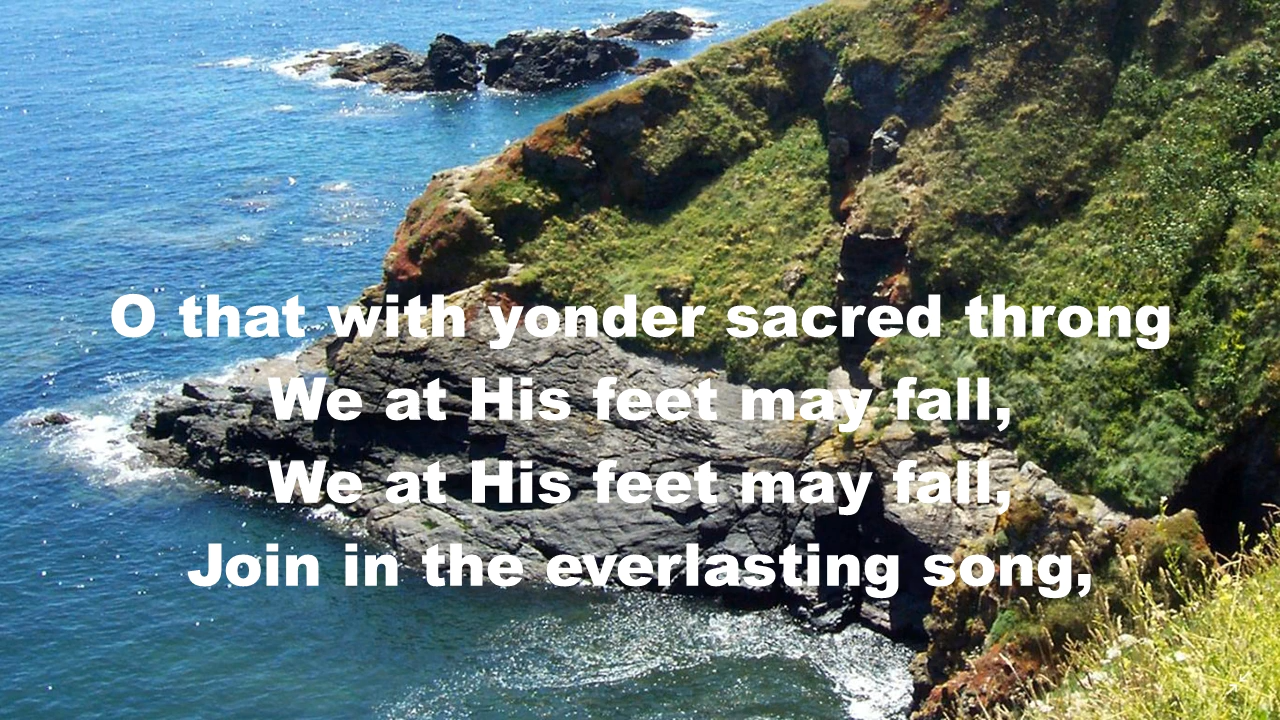 O that with yonder sacred throng
We at His feet may fall,
We at His feet may fall,
Join in the everlasting song,